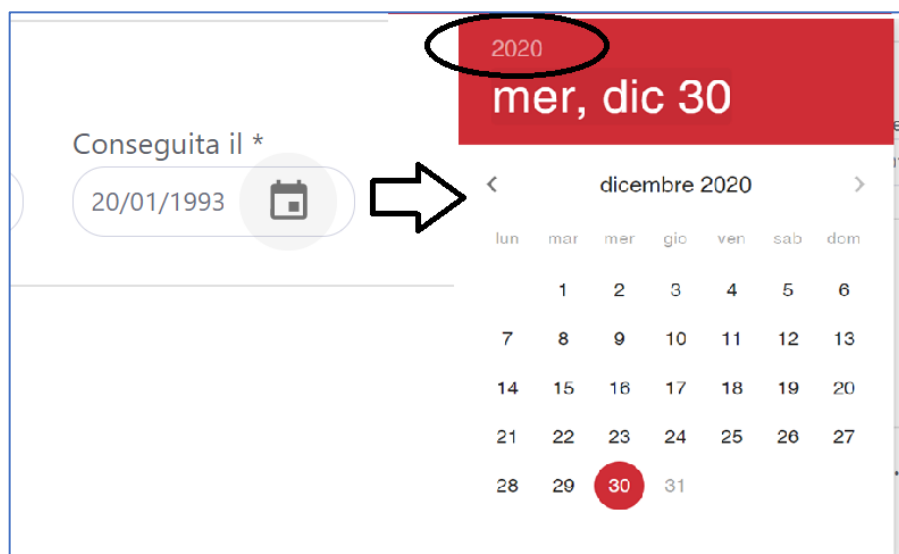 2020
mer, dic 30
Conseguita il *
20/01/1993
dicembre 2020
lun mar mer gio ven sab dom
1 2 3 4 5 6
7 8 9 10 11 12 13
14 15 16 17 18 19 20
21 22 23 24 25 26 27
28 29 30 31